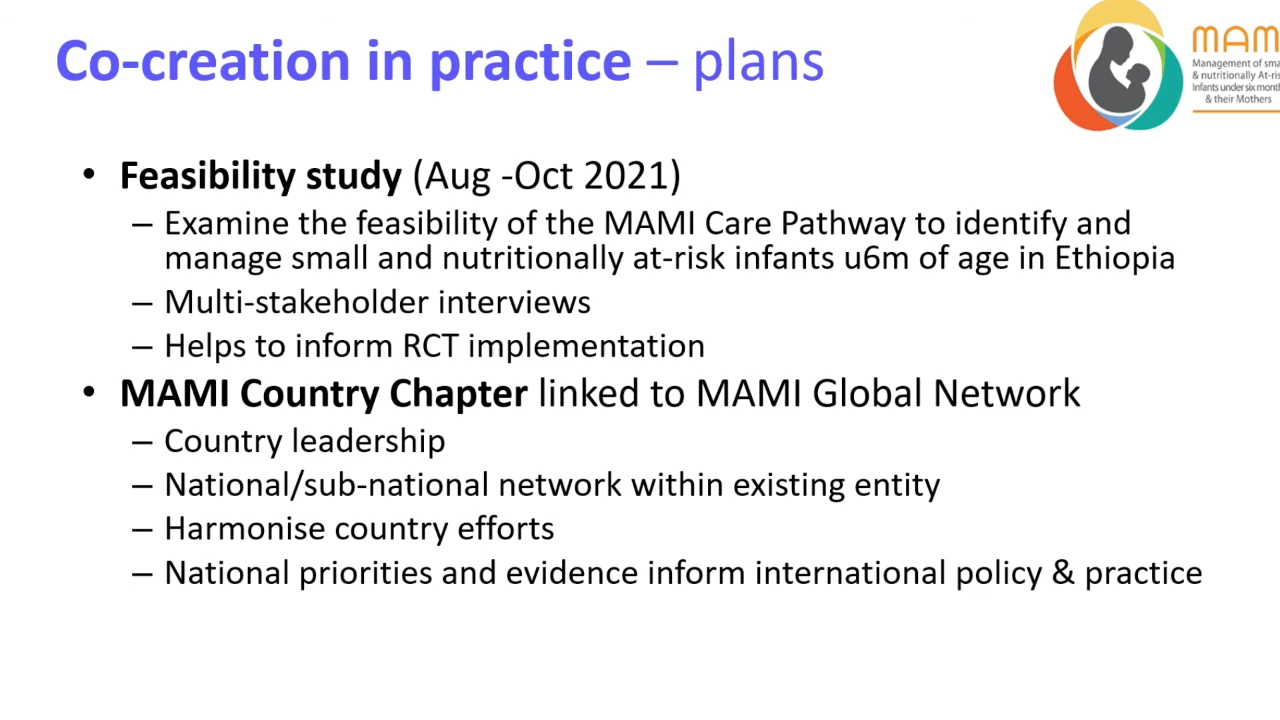 Co-creation in practice – plans
MAM
Management of sma
& nutritionally At-ris
Infants under six month
& their Mothers
• Feasibility study (Aug -Oct 2021)
– Examine the feasibility of the MAMI Care Pathway to identify and
manage small and nutritionally at-risk infants u6m of age in Ethiopia
– Multi-stakeholder interviews
– Helps to inform RCT implementation
• MAMI Country Chapter linked to MAMI Global Network
– Country leadership
– National/sub-national network within existing entity
– Harmonise country efforts
– National priorities and evidence inform international policy & practice